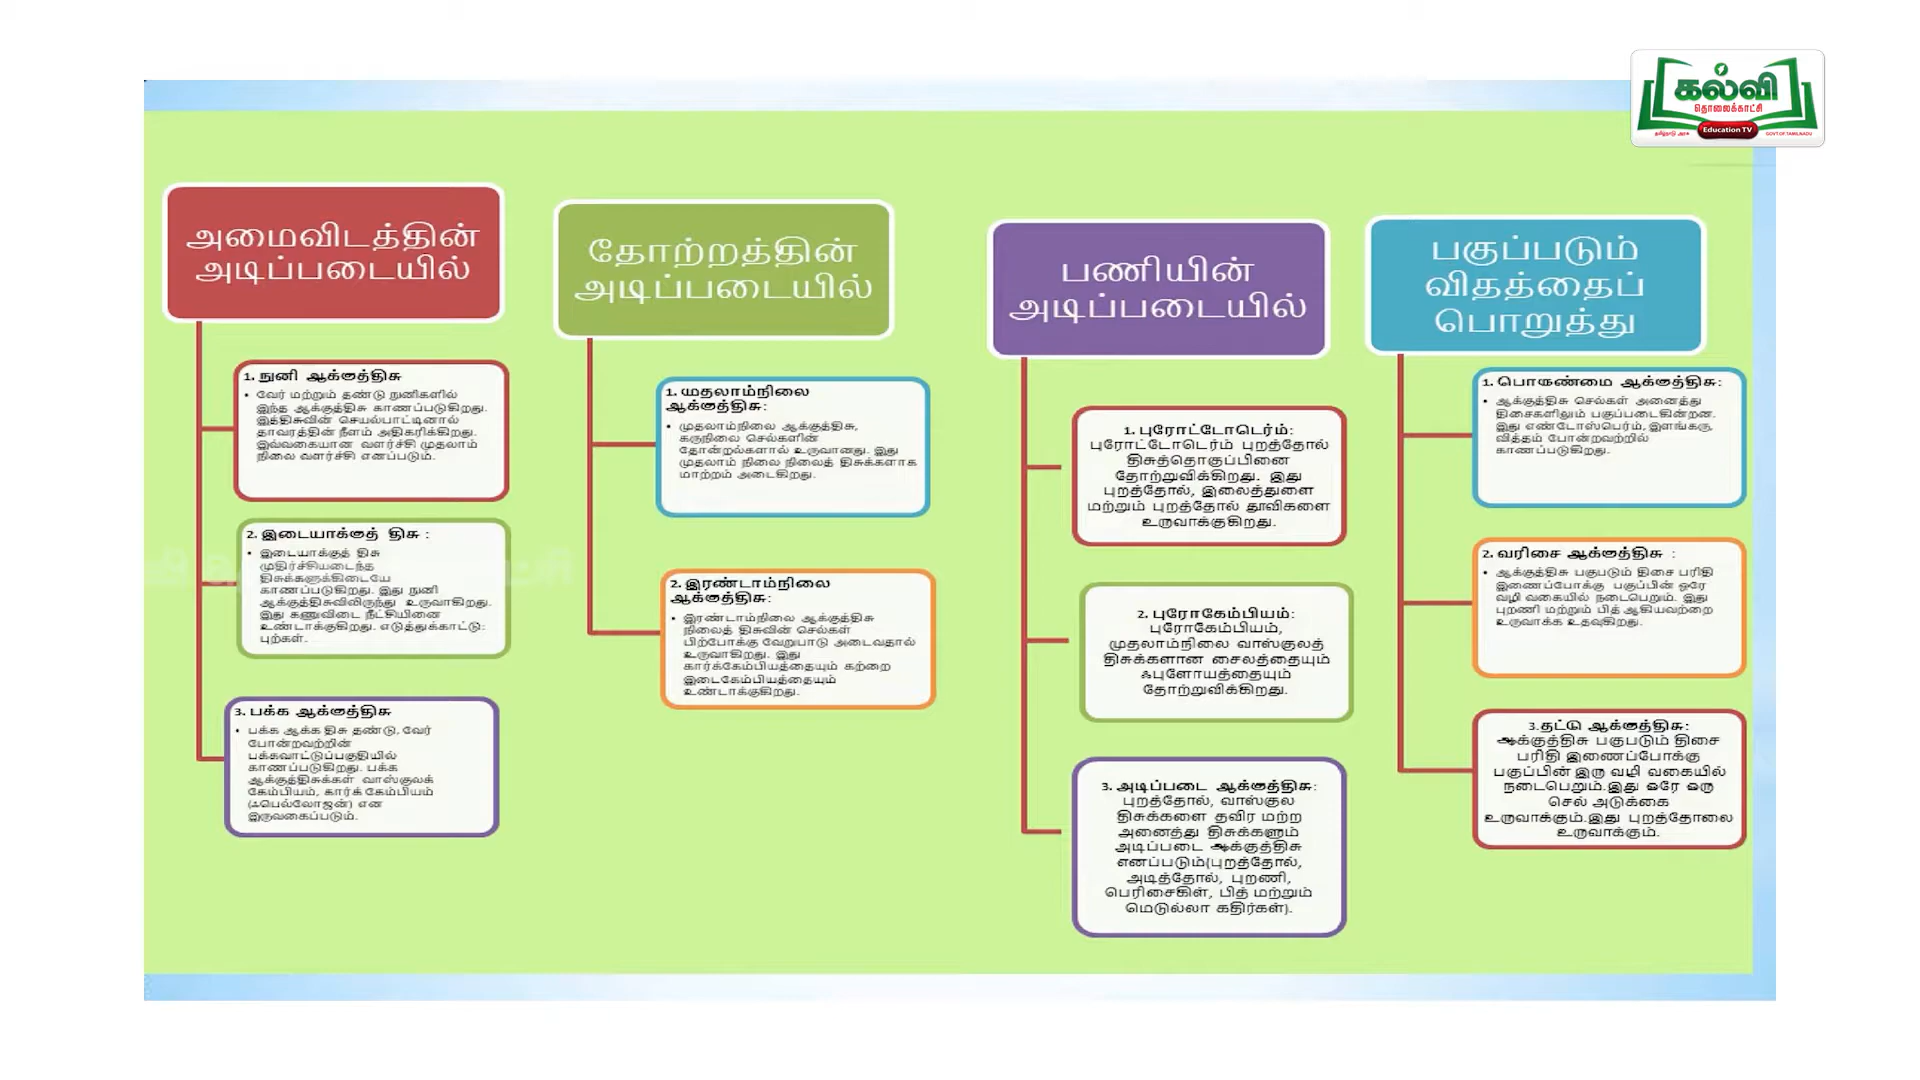 கல்வி
தொலைக்காட்சி
தமிழ்நாடு அரசு
Education TV
GOVT OF TAMILNADU
அமைவிடத்தின்
அடிப்படையில்
1. நுனி ஆக்குத்திசு
• வேர் மற்றும் தண்டு நுனிகளில்
இந்த ஆக்குத்திசு காணப்படுகிறது.
இத்திசுவின் செயல்பாட்டினால்
தாவரத்தின் நீளம் அதிகரிக்கிறது.
இவ்வகையான வளர்ச்சி முதலாம்
நிலை வளர்ச்சி எனப்படும்.
2. இடையாக்குத் திசு :
• இடையாக்குத் திசு
முதிர்ச்சியடைந்த
திசுக்களுக்கிடையே
காணப்படுகிறது. இது நுனி
ஆக்குத்திசுவிலிருந்து உருவாகிறது.
இது கணுவிடை நீட்சியினை
உண்டாக்குகிறது. எடுத்துக்காட்டு:
புற்கள்.
3. பக்க ஆக்குத்திசு
• பக்க ஆக்க திசு தண்டு, வேர்
போன்றவற்றின்
பக்கவாட்டுப்பகுதியில்
காணப்படுகிறது. பக்க
ஆக்குத்திசுக்கள் வாஸ்குலக்
கேம்பியம், கார்க் கேம்பியம்
(ஃபெல்லோஜன்) என
இருவகைப்படும்.
தோற்றத்தின்
அடிப்படையில்
1. முதலாம்நிலை
ஆக்குத்திசு:
• முதலாம்நிலை ஆக்குத்திசு,
கருநிலை செல்களின்
தோன்றல்களால் உருவானது. இது
முதலாம் நிலை நிலைத் திசுக்களாக
மாற்றம் அடைகிறது.
2. இரண்டாம்நிலை
ஆக்குத்திசு:
• இரண்டாம்நிலை ஆக்குத்திசு
நிலைத் திசுவின் செல்கள்
பிற்போக்கு வேறுபாடு அடைவதால்
உருவாகிறது. இது
கார்க்கேம்பியத்தையும் கற்றை
இடைகேம்பியத்தையும்
உண்டாக்குகிறது.
பணியின்
அடிப்படையில்
1. புரோட்டோடெர்ம்:
புரோட்டோடெர்ம் புறத்தோல்
திசுத்தொகுப்பினை
தோற்றுவிக்கிறது. இது
புறத்தோல், இலைத்துளை
மற்றும் புறத்தோல் தூவிகளை
உருவாக்குகிறது.
2. புரோகேம்பியம்:
புரோகேம்பியம்,
முதலாம்நிலை வாஸ்குலத்
திசுக்களான சைலத்தையும்
ஃபுளோயத்தையும்
தோற்றுவிக்கிறது.
3. அடிப்படை ஆக்குத்திசு:
புறத்தோல், வாஸ்குல
திசுக்களை தவிர மற்ற
அனைத்து திசுக்களும்
அடிப்படை ஆக்குத்திசு
எனப்படும்(புறத்தோல்,
அடித்தோல், புறணி,
பெரிசைகிள், பித் மற்றும்
மெடுல்லா கதிர்கள்).
பகுப்படும்
விதத்தைப்
பொறுத்து
1. பொதுண்மை ஆக்குத்திசு:
• ஆக்குத்திசு செல்கள் அனைத்து
திசைகளிலும் பகுப்படைகின்றன.
இது எண்டோஸ்பெர்ம், இளங்கரு,
வித்தம் போன்றவற்றில்
காணப்படுகிறது.
2. வரிசை ஆக்குத்திசு :
• ஆக்குத்திசு பகுபடும் திசை பரிதி
இணைப்போக்கு பகுப்பின் ஒரே
வழி வகையில் நடைபெறும். இது
புறணி மற்றும் பித் ஆகியவற்றை
உருவாக்க உதவுகிறது.
3.தட்டு ஆக்குத்திசு:
ஆக்குத்திசு பகுபடும் திசை
பரிதி இணைப்போக்கு
பகுப்பின் இரு வழி வகையில்
நடைபெறும்.இது ஒரே ஒரு
செல் அடுக்கை
உருவாக்கும்.இது புறத்தோலை
உருவாக்கும்.